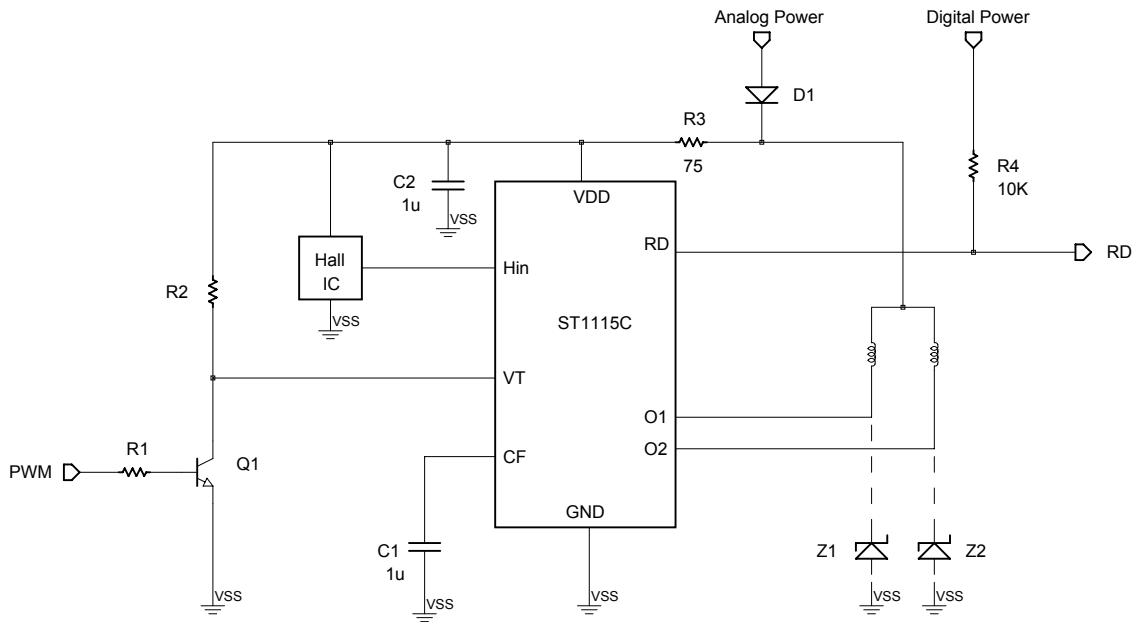 Analog Power
Digital Power
D1
R3
75
R4
10K
C2
1u
VSS
VDD
RD
RD
Hall
IC
Hin
VSS
R2
ST1115C
VT
O1
O2
R1
PWM
Q1
CF
GND
C1
1u
Z1
Z2
VSS
VSS
VSS
VSS
VSS